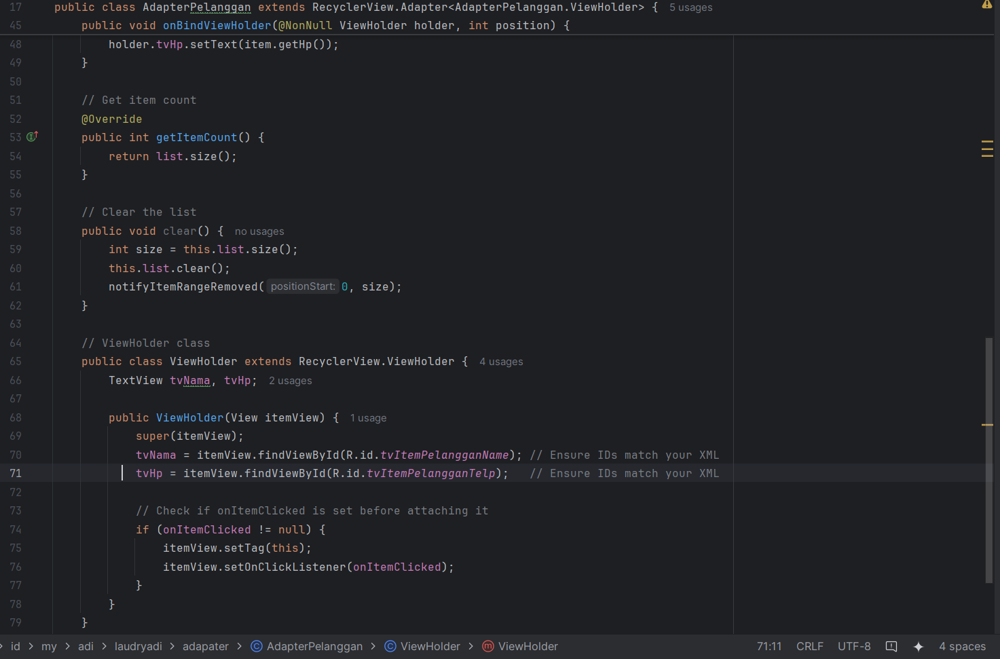 17 public class AdapterPelanggan extends RecyclerView.Adapter<AdapterPelanggan.ViewHolder> { 5 usages
45 public void onBindViewHolder(@NonNull ViewHolder holder, int position) {
48 holder.tvHp.setText(item.getHp());
49 }
50
51 // Get item count
52 @Override
53 public int getItemCount() {
54 return list.size();
55 }
56
57 // Clear the list
58 public void clear() { no usages
59 int size = this.list.size();
60 this.list.clear();
61 notifyItemRangeRemoved( positionStart: 0, size);
62 }
63
64 // ViewHolder class
65 public class ViewHolder extends RecyclerView.ViewHolder { 4 usages
66 TextView tvNama, tvHp; 2 usages
67
68 public ViewHolder(View itemView) { 1 usage
69 super(itemView);
70 tvNama = itemView.findViewById(R.id.tvItemPelangganName); // Ensure IDs match your XML
71 tvHp = itemView.findViewById(R.id.tvItemPelangganTelp); // Ensure IDs match your XML
72
73 // Check if onItemClicked is set before attaching it
74 if (onItemClicked != null) {
75 itemView.setTag(this);
76 itemView.setOnClickListener(onItemClicked);
77 }
78 }
79 }
id > my > adi > laudryadi > adapater > AdapterPelanggan > ViewHolder > ViewHolder 71:11 CRLF UTF-8 4 spaces